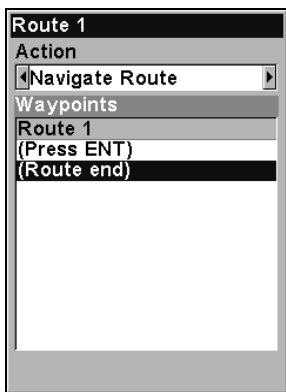 Route 1
Action
Navigate Route
Waypoints
Route 1
(Press ENT)
(Route end)